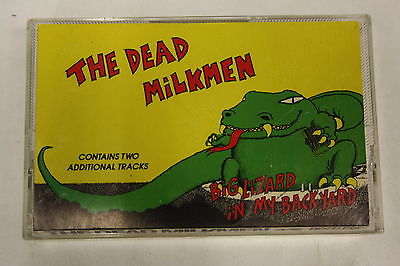 THE DEAD
MiLKMEN
CONTAINS TWO
ADDITIONAL TRACKS
BiG LiZARD
iN MY BACKYARD